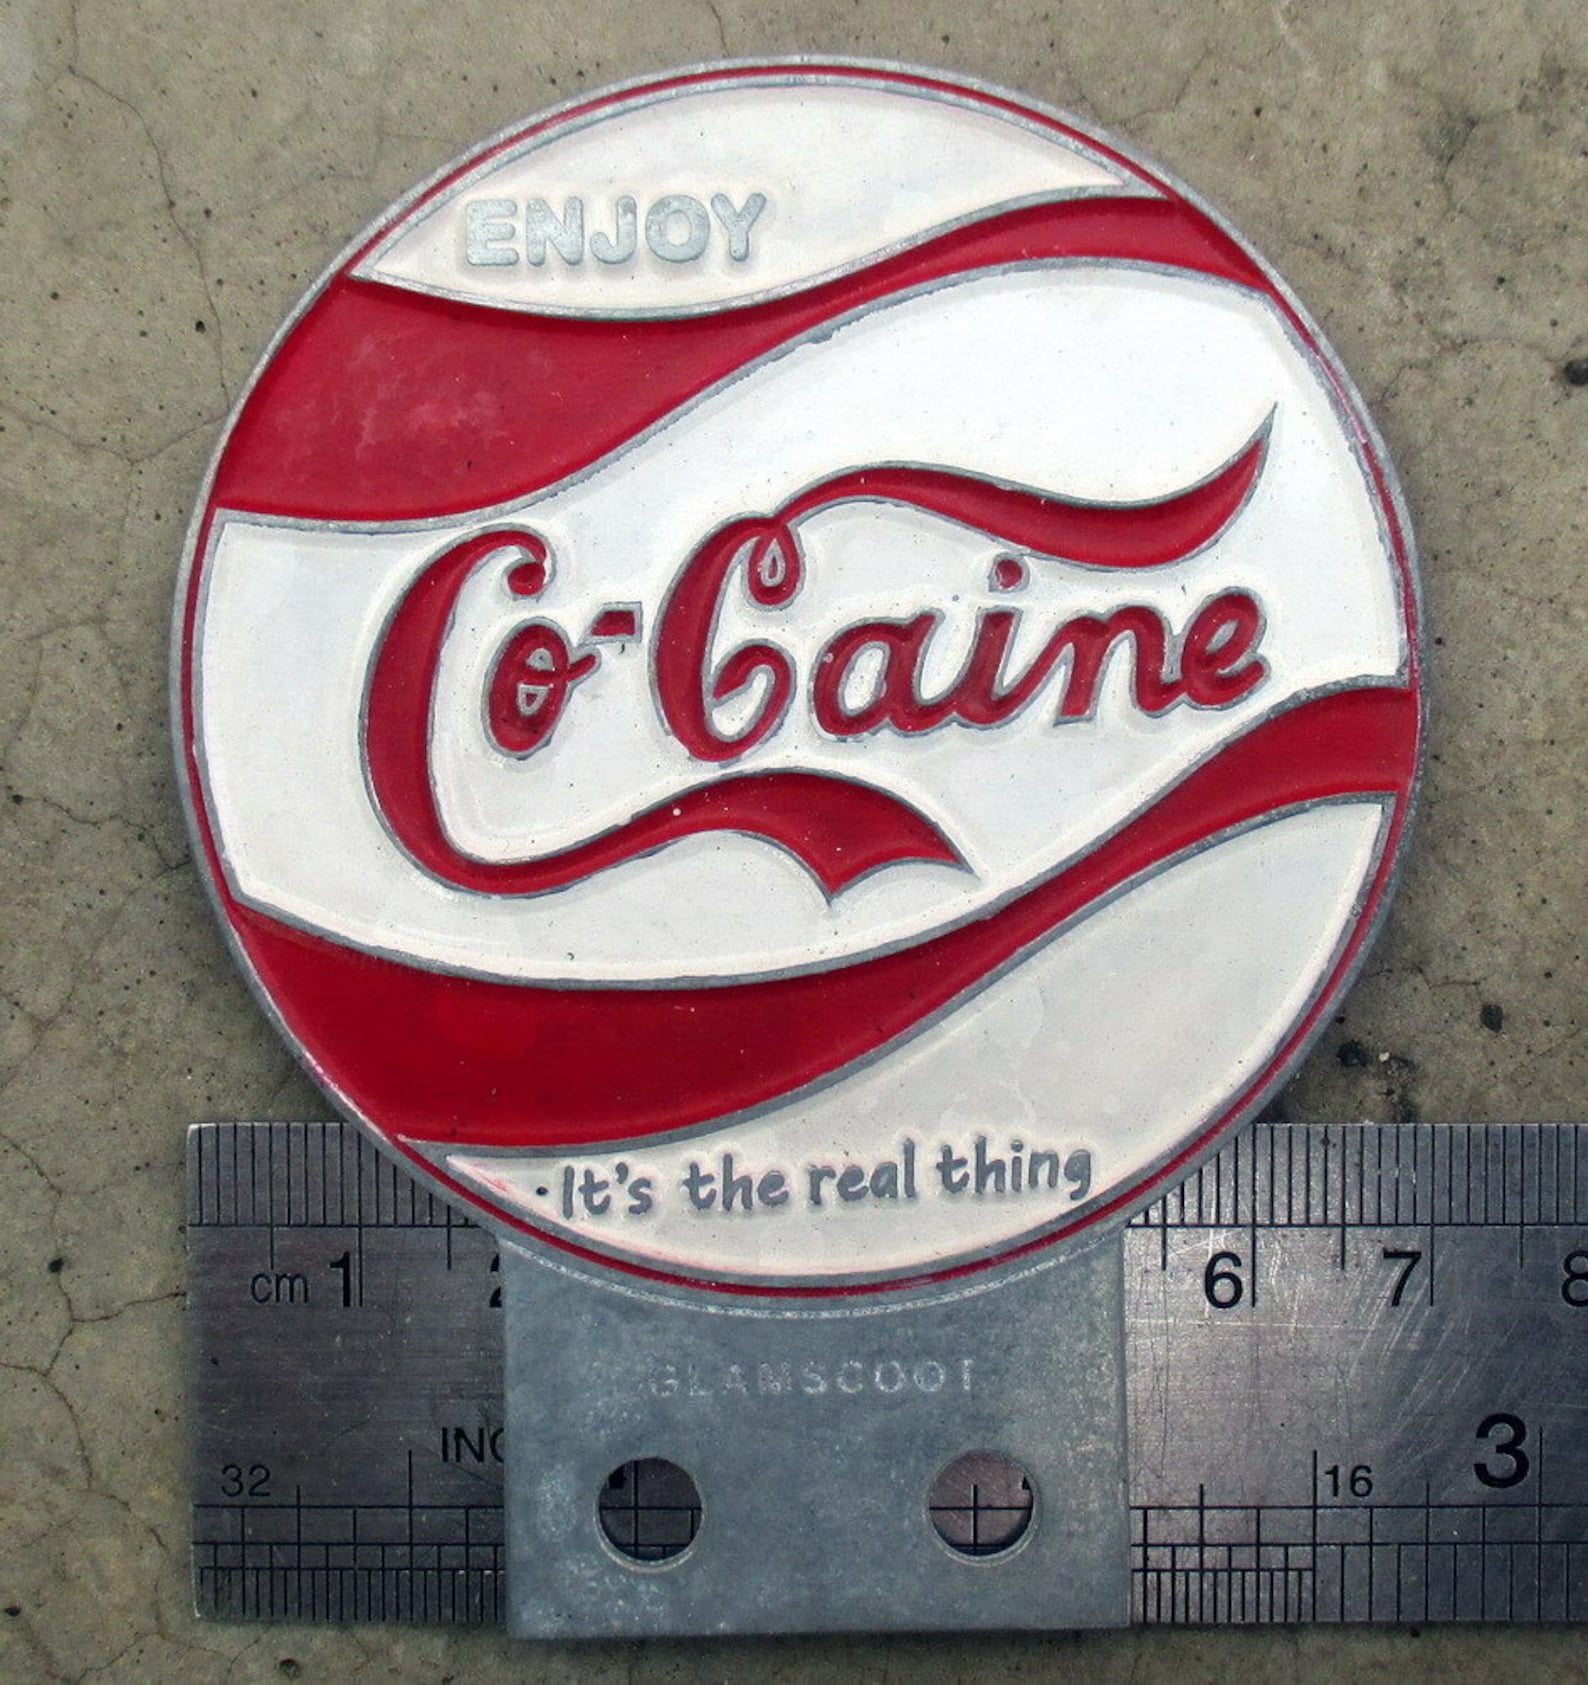 ENJOY
Co-Caine
It's the real thing
cm 1 2 6 7 8
GLAMSCOOT
INC
3
32
16